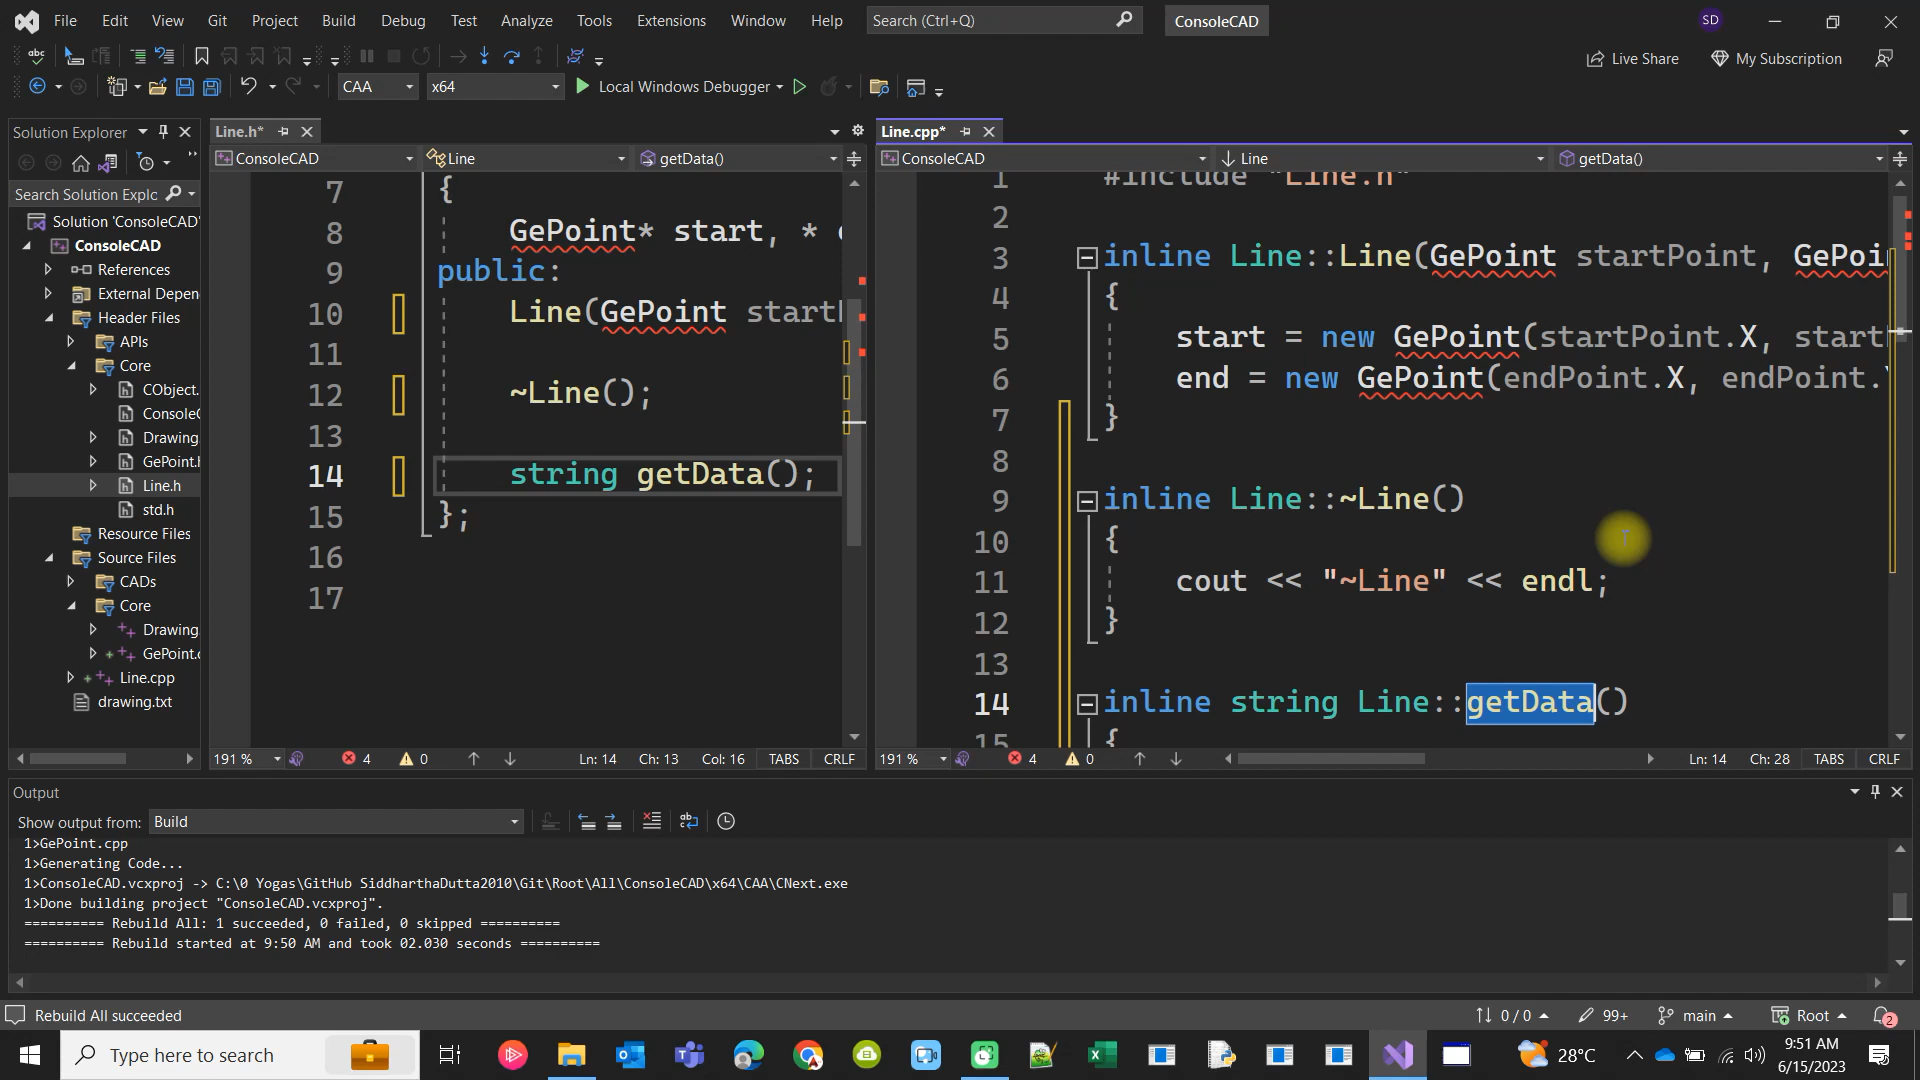 File Edit View Git Project Build Debug Test Analyze Tools Extensions Window Help Search (Ctrl+Q) ConsoleCAD SD
Live Share My Subscription
CAA x64 Local Windows Debugger
Solution Explorer
Search Solution Explc
Solution 'ConsoleCAD'
ConsoleCAD
References
External Depen
Header Files
APIs
Core
CObject.
ConsoleC
Drawing.
GePoint.h
Line.h
std.h
Resource Files
Source Files
CADs
Core
Drawing.
GePoint.c
Line.cpp
drawing.txt
Line.h*
ConsoleCAD Line getData()
7 {
8 GePoint* start, *
9 public:
10 Line(GePoint start
11
12 ~Line();
13
14 string getData();
15 };
16
17
191 % 4 0 Ln: 14 Ch: 13 Col: 16 TABS CRLF
Line.cpp*
ConsoleCAD Line getData()
1 #include "Line.h"
2
3 inline Line::Line(GePoint startPoint, GePoi
4 {
5 start = new GePoint(startPoint.X, start
6 end = new GePoint(endPoint.X, endPoint.
7 }
8
9 inline Line::~Line()
10 {
11 cout << "~Line" << endl;
12 }
13
14 inline string Line::getData()
15 {
191 % 4 0 Ln: 14 Ch: 28 TABS CRLF
Output
Show output from: Build
1>GePoint.cpp
1>Generating Code...
1>ConsoleCAD.vcxproj -> C:\0 Yogas\GitHub SiddharthaDutta2010\Git\Root\All\ConsoleCAD\x64\CAA\CNext.exe
1>Done building project "ConsoleCAD.vcxproj".
========== Rebuild All: 1 succeeded, 0 failed, 0 skipped ==========
========== Rebuild started at 9:50 AM and took 02.030 seconds ==========
Rebuild All succeeded 0 / 0 99+ main Root 2
Type here to search 28°C 9:51 AM
6/15/2023